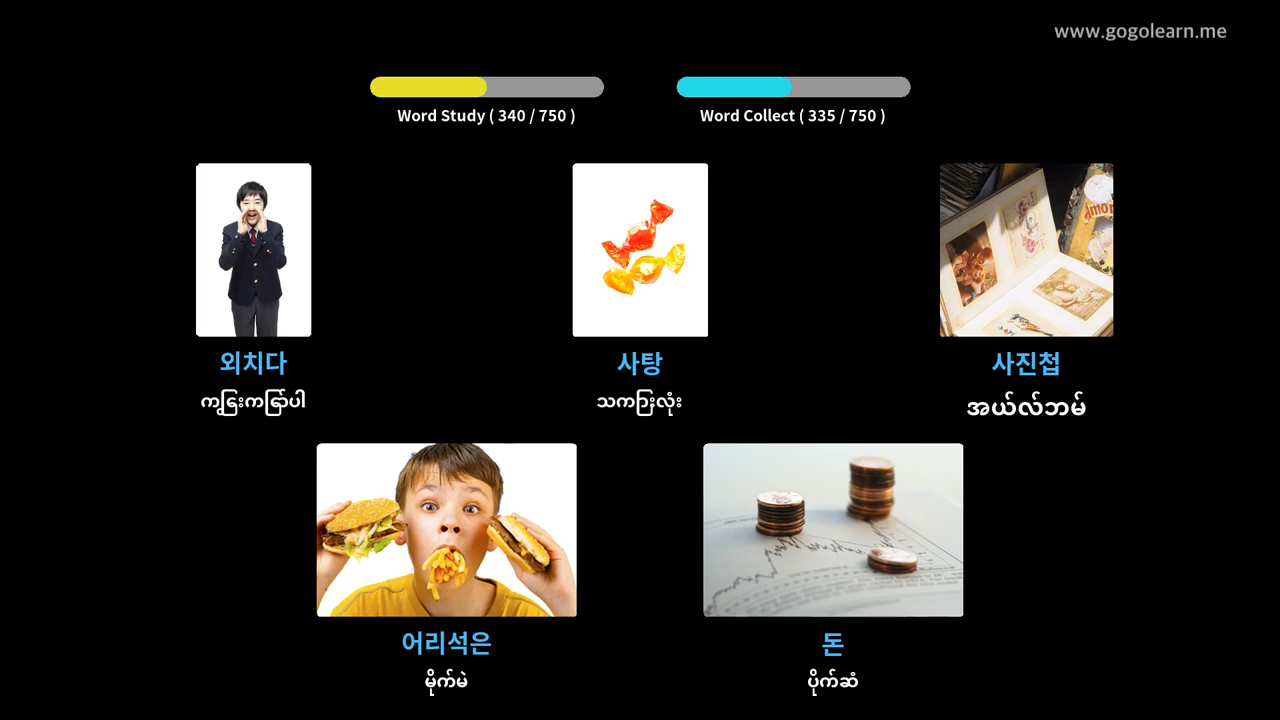 www.gogolearn.me
Word Study ( 340 / 750 )
Word Collect ( 335 / 750 )
외치다
사탕
사진첩
ကြွေးကြော်ပါ
သကြားလုံး
အယ်လ်ဘမ်
어리석은
돈
မိုက်မဲ
ပိုက်ဆံ